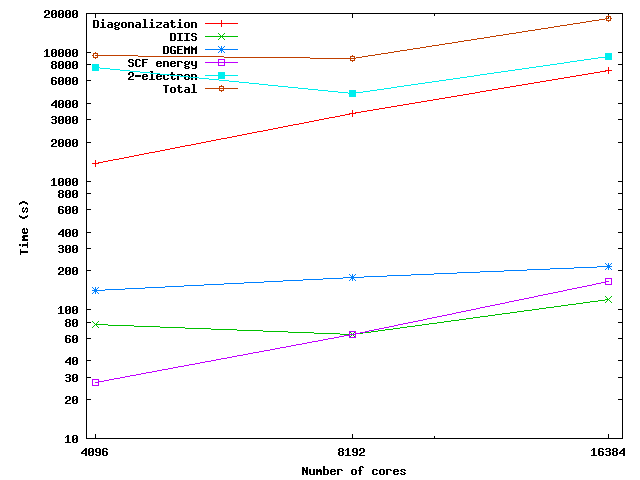 20000
10000
8000
6000
4000
3000
2000
1000
800
600
400
300
200
100
80
60
40
30
20
10
Time (s)
Diagonalization
DIIS
DGEMM
SCF energy
2-electron
Total
4096
8192
16384
Number of cores